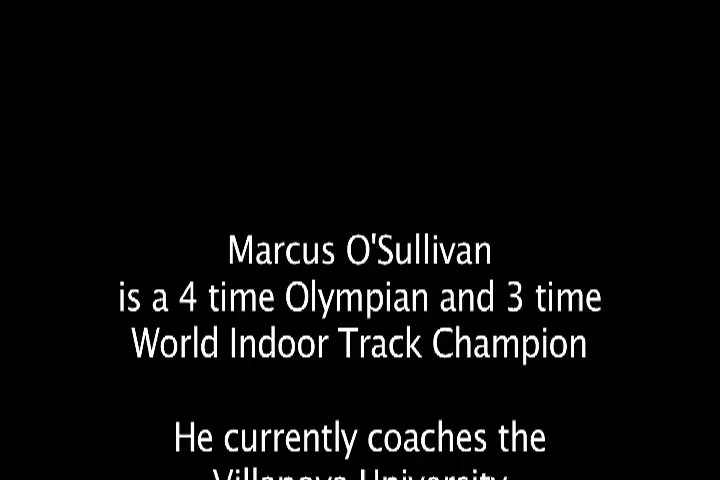 Marcus O'Sullivan
is a 4 time Olympian and 3 time
World Indoor Track Champion
He currently coaches the
Villanova University